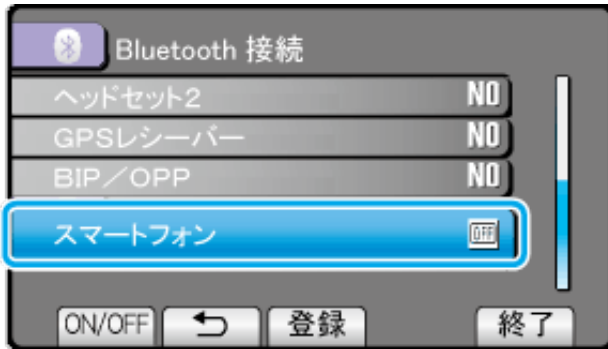 Bluetooth 接続
ヘッドセット2 NO
GPSレシーバー NO
BIP／OPP NO
スマートフォン OFF
ON/OFF 登録 終了